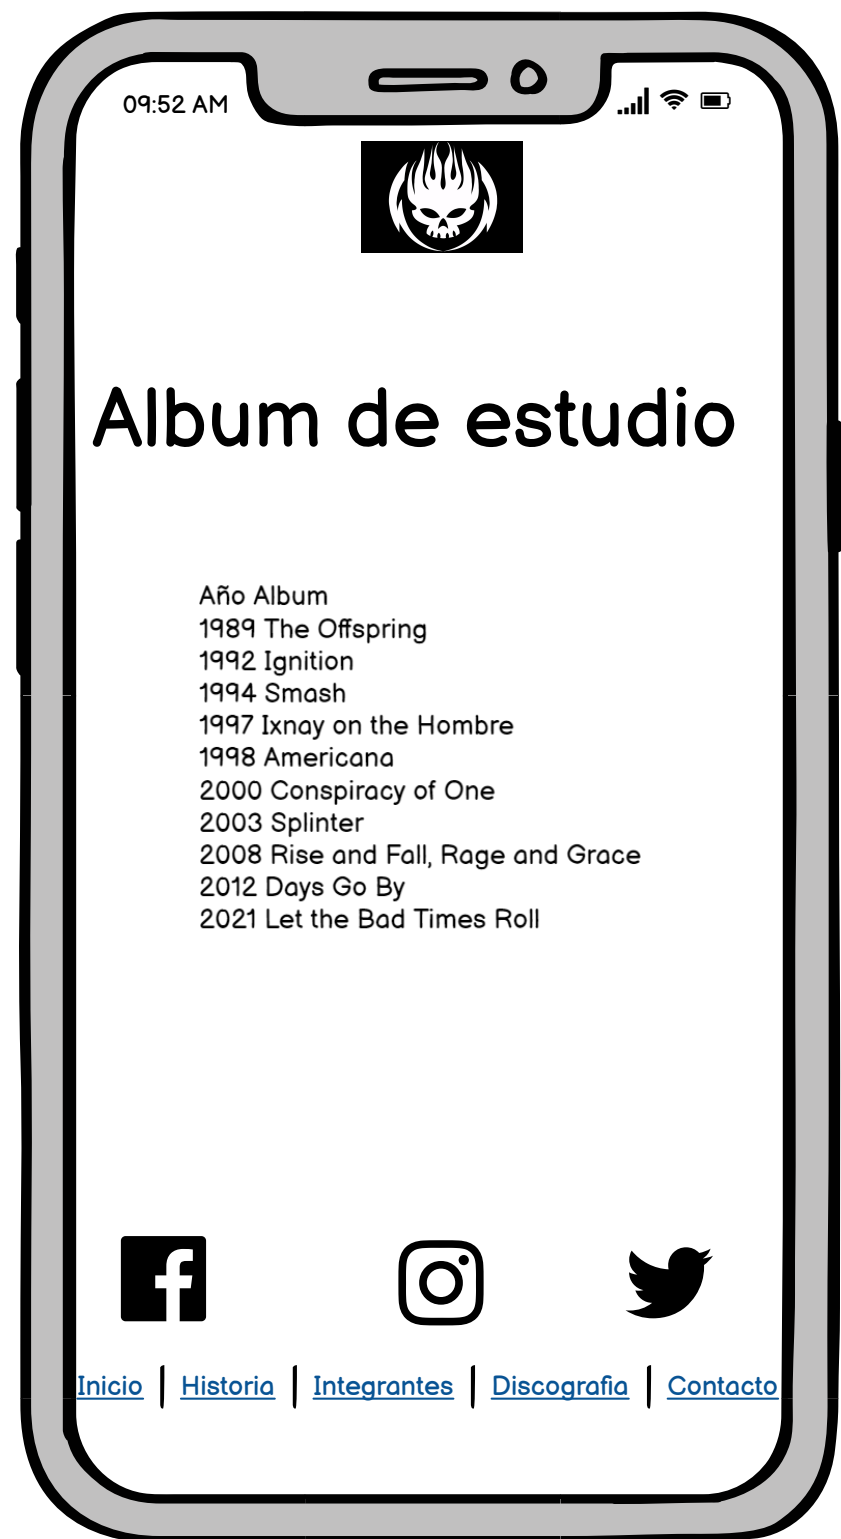 09:52 AM
Album de estudio
Año Album
1989 The Offspring
1992 Ignition
1994 Smash
1997 Ixnay on the Hombre
1998 Americana
2000 Conspiracy of One
2003 Splinter
2008 Rise and Fall, Rage and Grace
2012 Days Go By
2021 Let the Bad Times Roll
Inicio | Historia | Integrantes | Discografia | Contacto